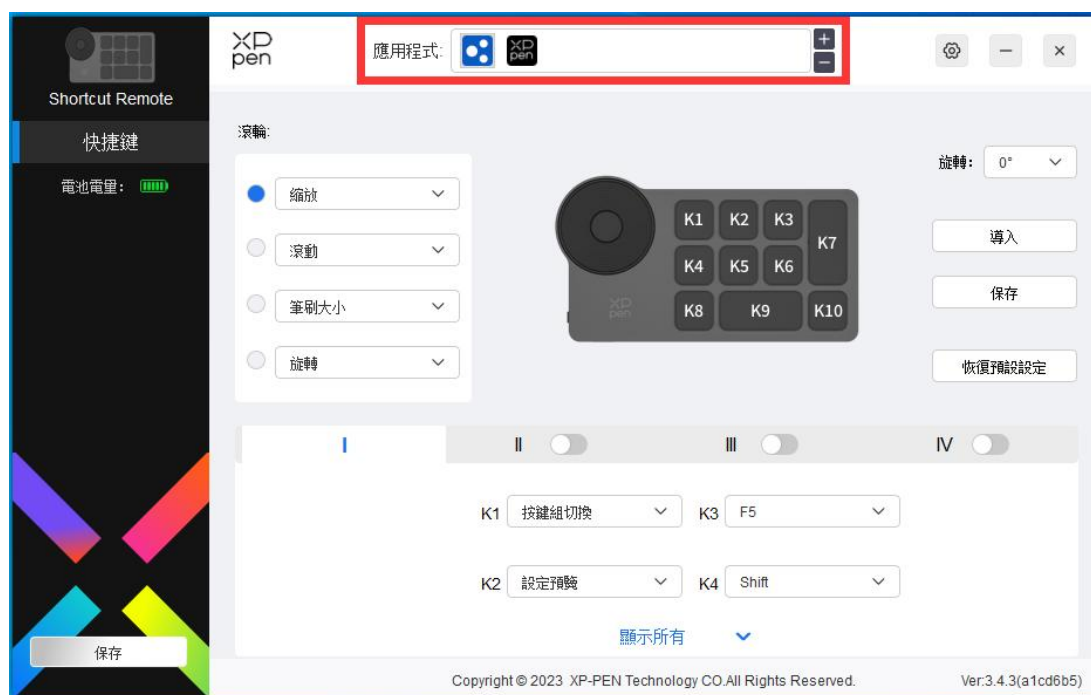 XP
pen
應用程式:
XP
pen
Shortcut Remote
快捷鍵
電池電量:
滾輪:
缩放
滾動
筆刷大小
旋轉
K1 K2 K3
K7
K4 K5 K6
K8 K9 K10
XP
pen
旋轉: 0°
導入
保存
恢復預設設定
I II III IV
K1 按鍵組切換 K3 F5
K2 設定預覽 K4 Shift
顯示所有
保存
Copyright © 2023 XP-PEN Technology CO.All Rights Reserved. Ver:3.4.3(a1cd6b5)